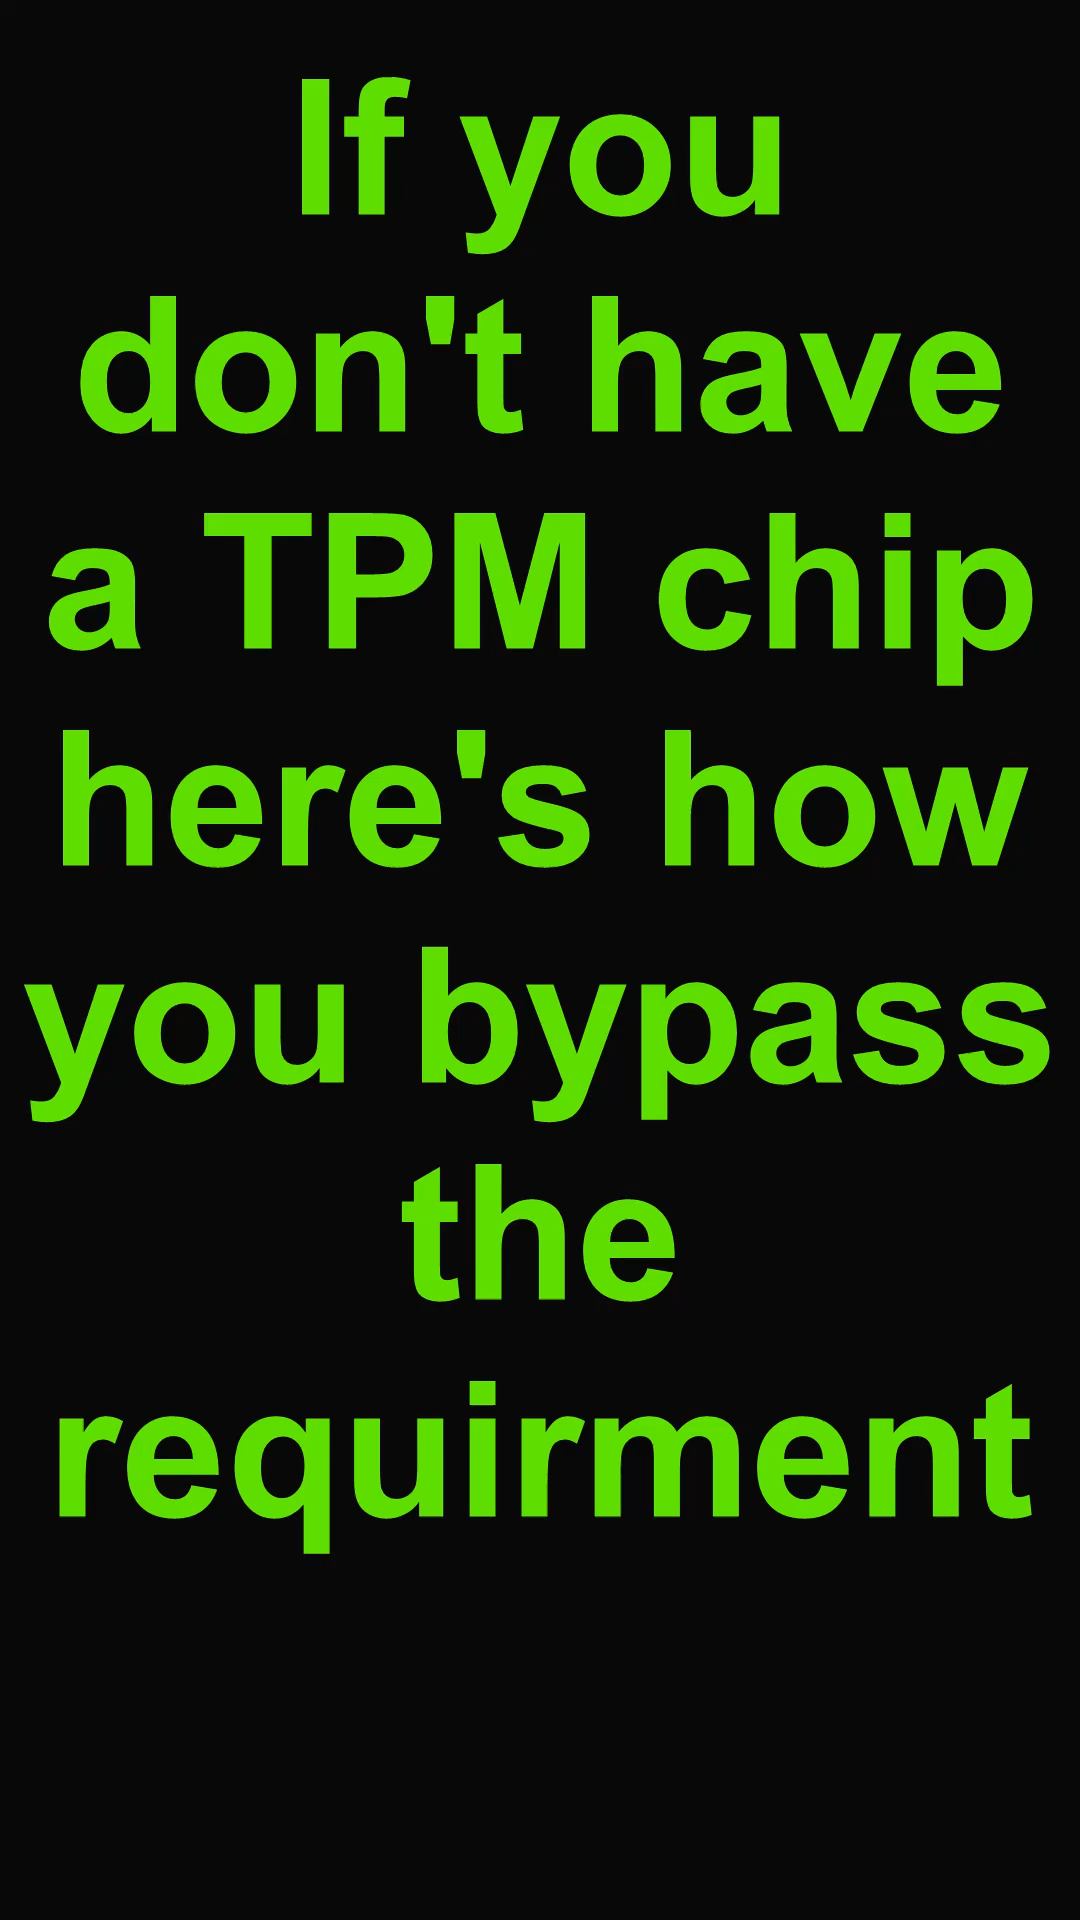 If you
don't have
a TPM chip
here's how
you bypass
the
requirment